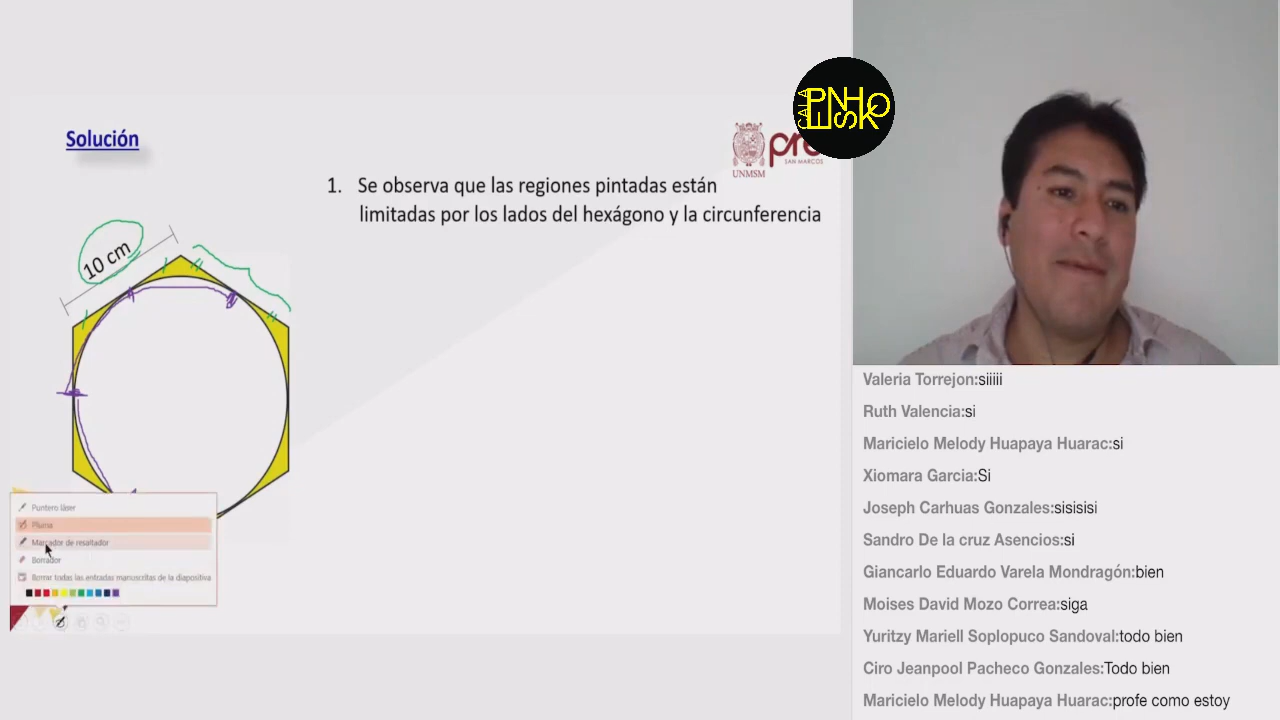 Solución
pre
SAN MARCOS
UNMSM
1. Se observa que las regiones pintadas están
limitadas por los lados del hexágono y la circunferencia
10 cm
Puntero láser
Pluma
Marcador de resaltador
Borrador
Borrar todas las entradas manuscritas de la diapositiva
Valeria Torrejon:siiiii
Ruth Valencia:si
Maricielo Melody Huapaya Huarac:si
Xiomara Garcia:Si
Joseph Carhuas Gonzales:sisisisi
Sandro De la cruz Asencios:si
Giancarlo Eduardo Varela Mondragón:bien
Moises David Mozo Correa:siga
Yuritzy Mariell Soplopuco Sandoval:todo bien
Ciro Jeanpool Pacheco Gonzales:Todo bien
Maricielo Melody Huapaya Huarac:profe como estoy